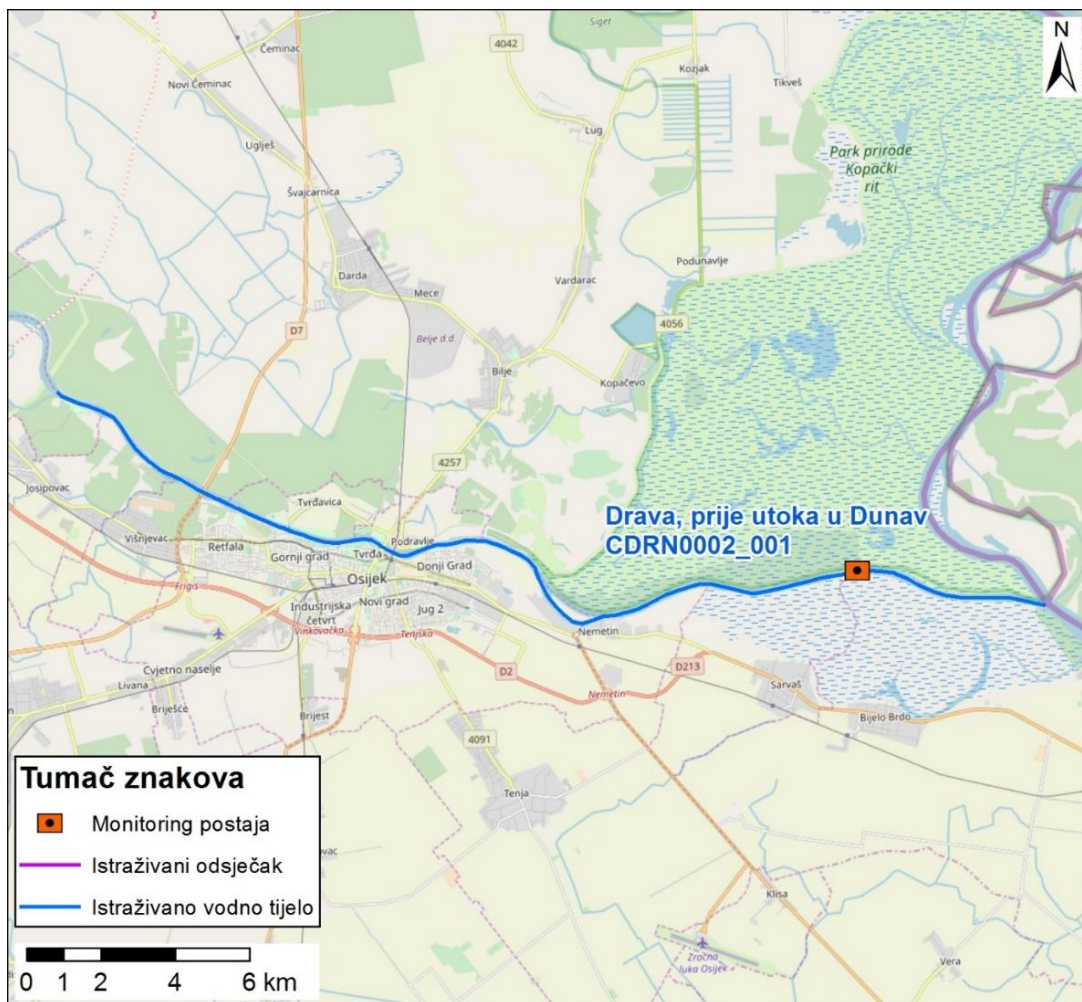 Siget
N
4042
Čeminac
Kozjak
Tikveš
Novi Čeminac
Lug
Uglješ
Park prirode
Kopački
rit
Švajcarnica
Podunavlje
Darda
Vardarac
Mece
4056
D7
Belje d.d.
Bilje
Kopačevo
4257
Josipovac
Tvrđavica
Drava, prije utoka u Dunav
CDRN0002_001
Višnjevac
Retfala
Gornji grad
Tvrđa
Podravlje
Donji Grad
Osijek
Frigis
Industrijska
četvrt
Novi grad
Jug 2
Vinkovačka
Tenjska
Nemetin
Cvjetno naselje
D2
D213
Nemetin
Sarvaš
Livana
Briješće
Brijest
Bijelo Brdo
4091
Tenja
Klisa
Zračna
luka Osijek
Vera
Tumač znakova
Monitoring postaja
Istraživani odsječak
Istraživano vodno tijelo
0 1 2 4 6 km